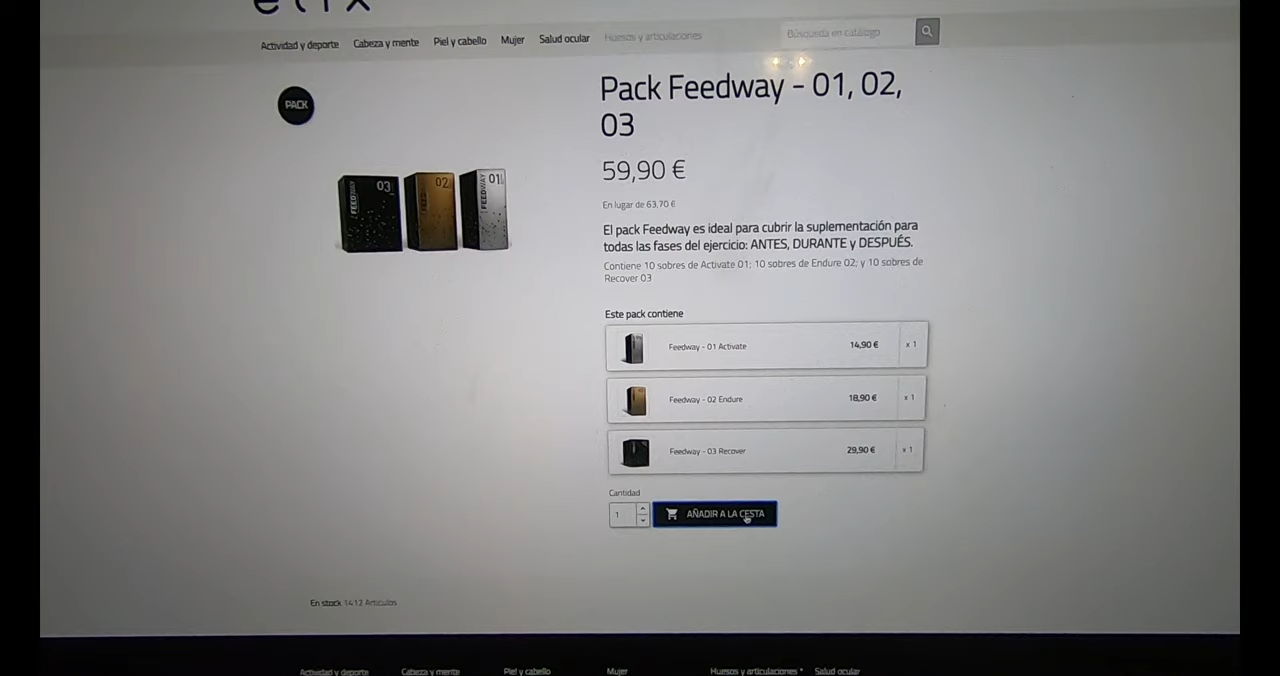 Actividad y deporte Cabeza y mente Piel y cabello Mujer Salud ocular Huesos y articulaciones Búsqueda en catálogo
PACK
Pack Feedway - 01, 02,
03
59,90 €
En lugar de 63,70 €
El pack Feedway es ideal para cubrir la suplementación para
todas las fases del ejercicio: ANTES, DURANTE y DESPUÉS.
Contiene 10 sobres de Activate 01; 10 sobres de Endure 02; y 10 sobres de
Recover 03
03 02 01
FEEDWAY FEEDWAY FEEDWAY
Este pack contiene
Feedway - 01 Activate 14,90 € x 1
Feedway - 02 Endure 18,90 € x 1
Feedway - 03 Recover 29,90 € x 1
Cantidad
1 AÑADIR A LA CESTA
En stock 1412 Artículos
Actividad y deporte Cabeza y mente Piel y cabello Mujer Huesos y articulaciones * Salud ocular